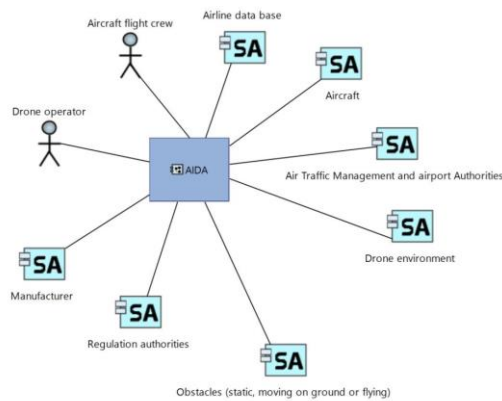 Aircraft flight crew
Airline data base
SA
SA
Aircraft
Drone operator
AIDA
SA
Air Traffic Management and airport Authorities
SA
Drone environment
SA
Manufacturer
SA
Regulation authorities
SA
Obstacles (static, moving on ground or flying)